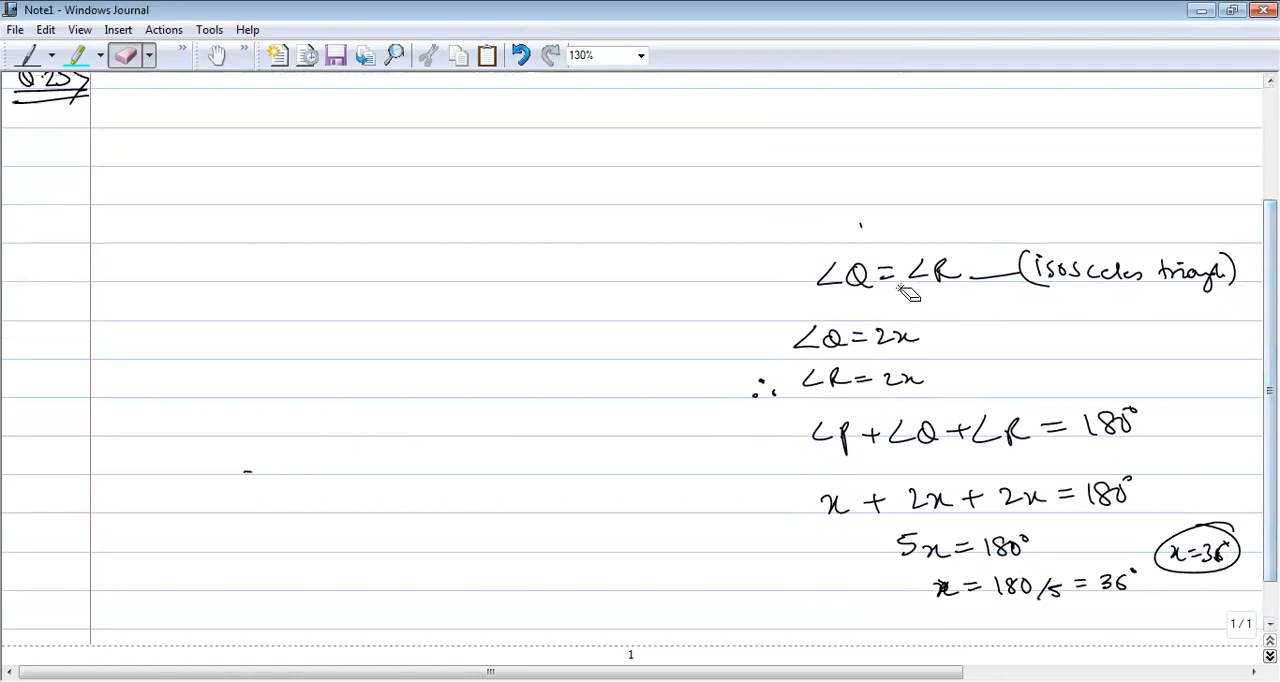 Note1 - Windows Journal
File Edit View Insert Actions Tools Help
130%
Q.25>
∠Q = ∠R — (isosceles triangle)
∠Q = 2x
∴ ∠R = 2x
∠P + ∠Q + ∠R = 180°
x + 2x + 2x = 180°
5x = 180°
x = 36°
x = 180/5 = 36°
1/1
1